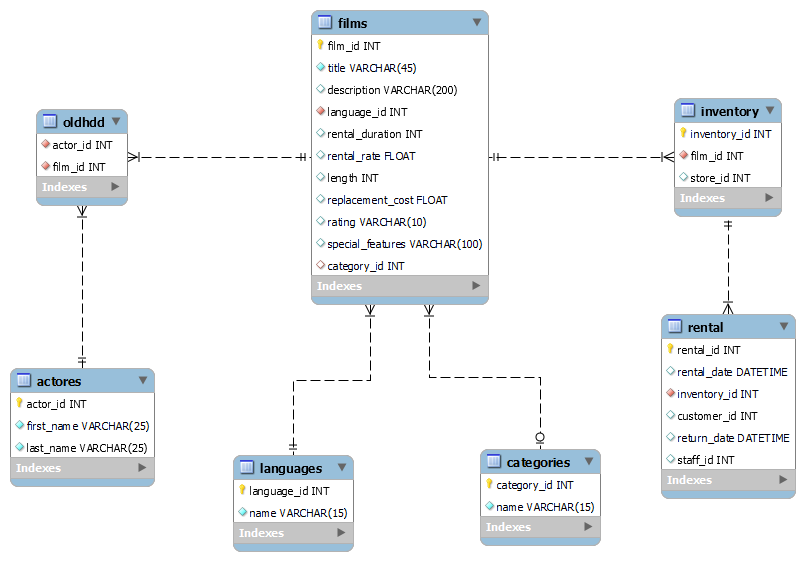 films
film_id INT
title VARCHAR(45)
description VARCHAR(200)
language_id INT
rental_duration INT
rental_rate FLOAT
length INT
replacement_cost FLOAT
rating VARCHAR(10)
special_features VARCHAR(100)
category_id INT
Indexes
oldhdd
actor_id INT
film_id INT
Indexes
inventory
inventory_id INT
film_id INT
store_id INT
Indexes
rental
rental_id INT
rental_date DATETIME
inventory_id INT
customer_id INT
return_date DATETIME
staff_id INT
Indexes
actores
actor_id INT
first_name VARCHAR(25)
last_name VARCHAR(25)
Indexes
languages
language_id INT
name VARCHAR(15)
Indexes
categories
category_id INT
name VARCHAR(15)
Indexes